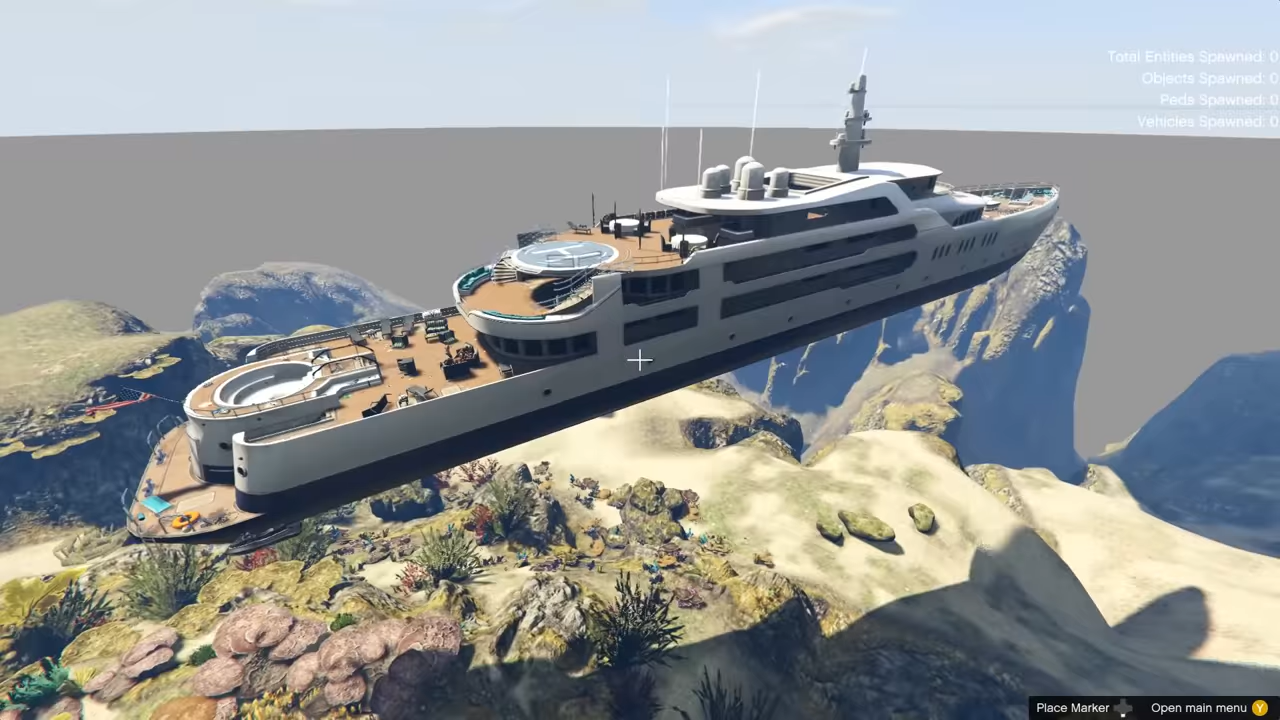 Total Entities Spawned: 0
Objects Spawned: 0
Peds Spawned: 0
Vehicles Spawned: 0
H
Place Marker
Open main menu Y